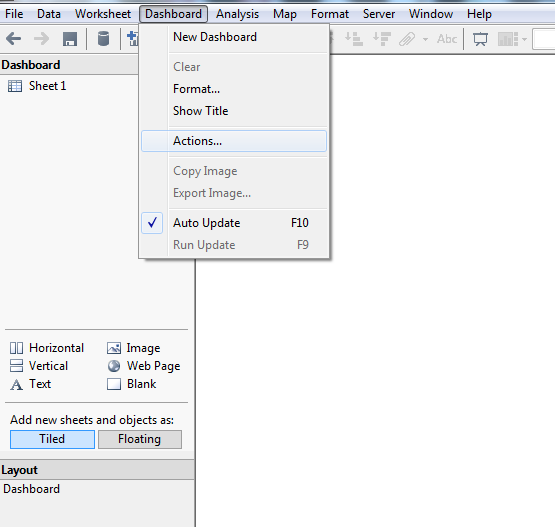 File Data Worksheet Dashboard Analysis Map Format Server Window Help
Abc
New Dashboard
Clear
Format...
Show Title
Actions...
Copy Image
Export Image...
Auto Update F10
Run Update F9
Dashboard
Sheet 1
Horizontal Image
Vertical Web Page
A Text Blank
Add new sheets and objects as:
Tiled Floating
Layout
Dashboard